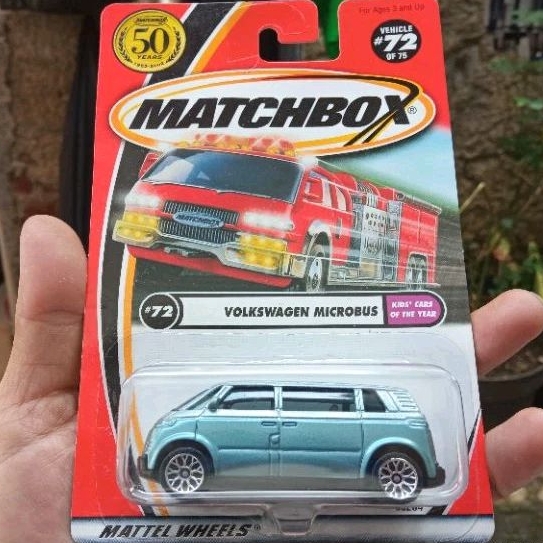 For Ages 3 and Up
MATCHBOX
50
YEARS
VEHICLE
#72
OF 75
MATCHBOX®
MATCHBOX
#72
VOLKSWAGEN MICROBUS
KIDS' CARS
OF THE YEAR
MATTEL WHEELS